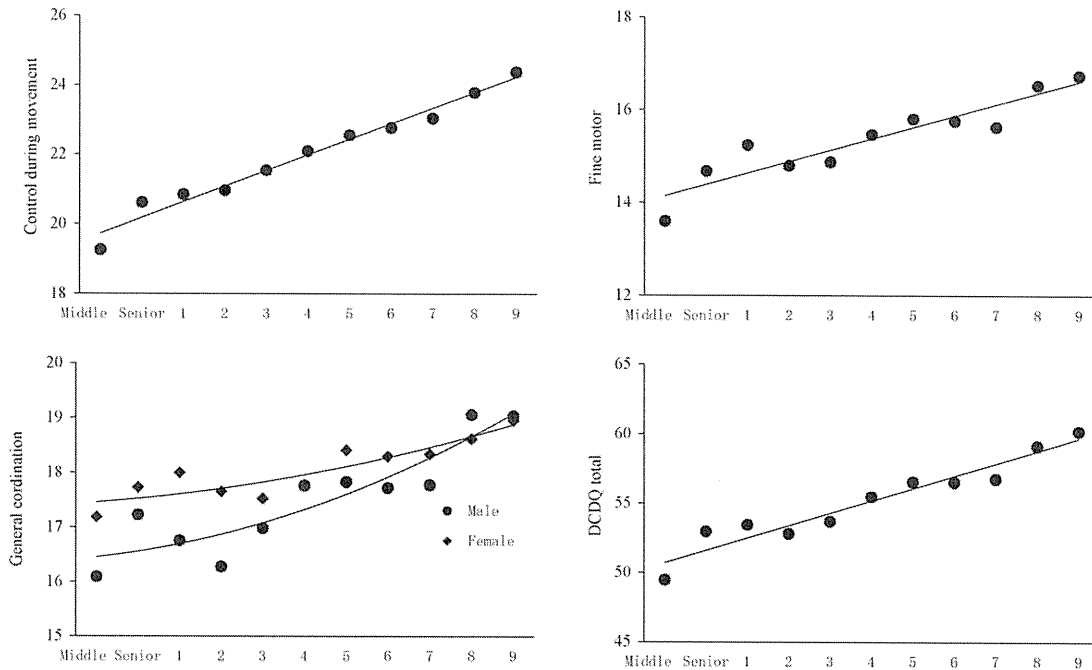 26
24
22
20
18
Control during movement
Middle Senior 1 2 3 4 5 6 7 8 9
18
16
14
12
Fine motor
Middle Senior 1 2 3 4 5 6 7 8 9
20
19
18
17
16
15
General cordination
Male
Female
Middle Senior 1 2 3 4 5 6 7 8 9
65
60
55
50
45
DCDQ total
Middle Senior 1 2 3 4 5 6 7 8 9